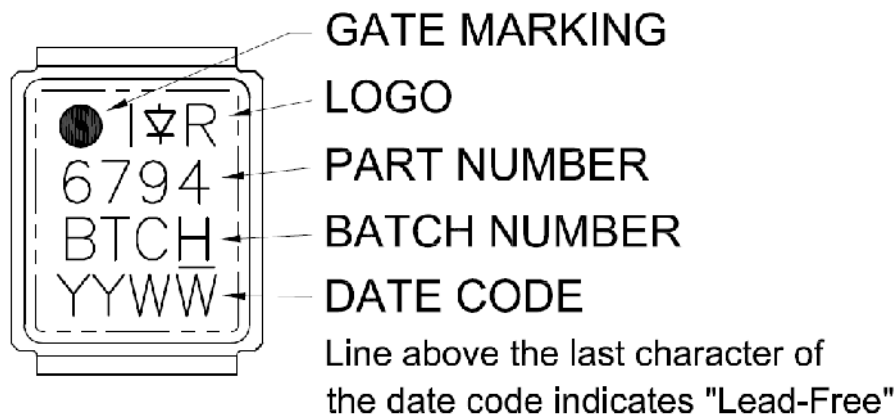 GATE MARKING
I R
LOGO
6794
PART NUMBER
BTCH
BATCH NUMBER
YYWW
DATE CODE
Line above the last character of
the date code indicates "Lead-Free"